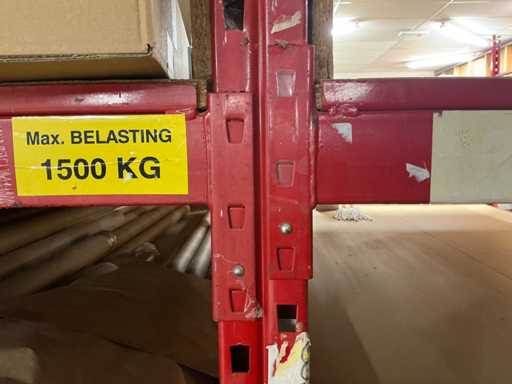 Max. BELASTING
1500 KG